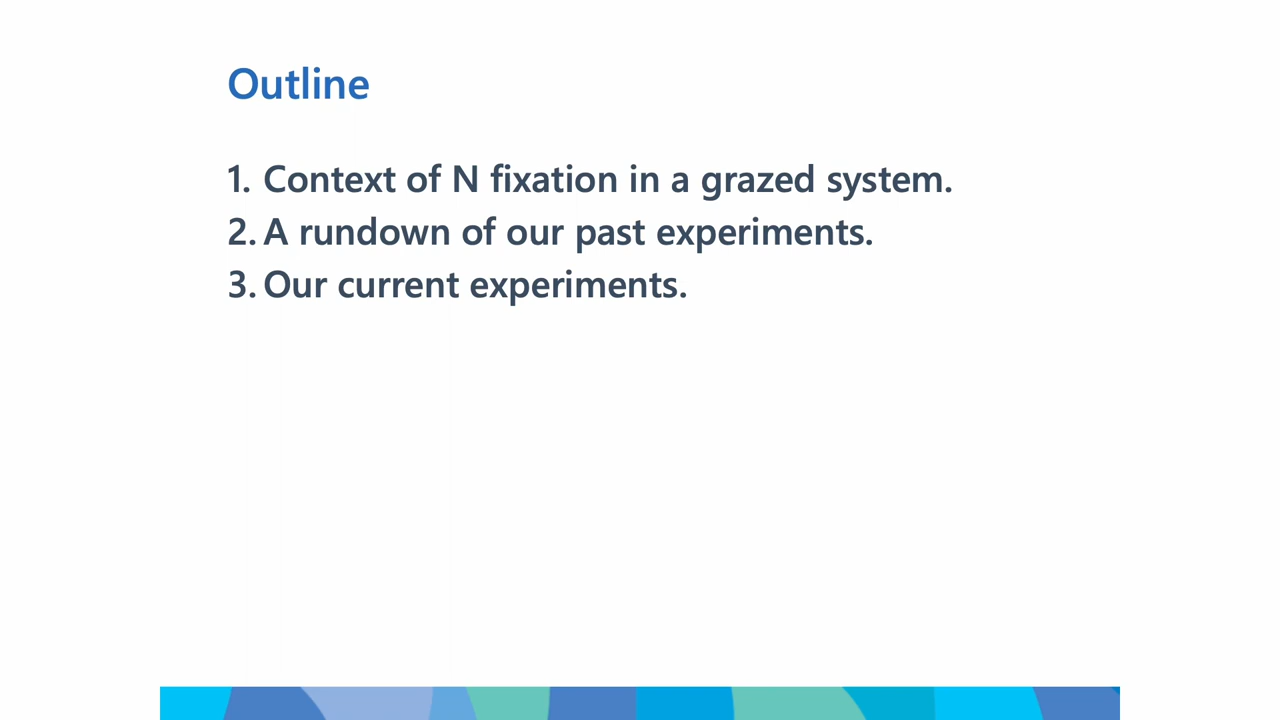 Outline
1. Context of N fixation in a grazed system.
2. A rundown of our past experiments.
3. Our current experiments.